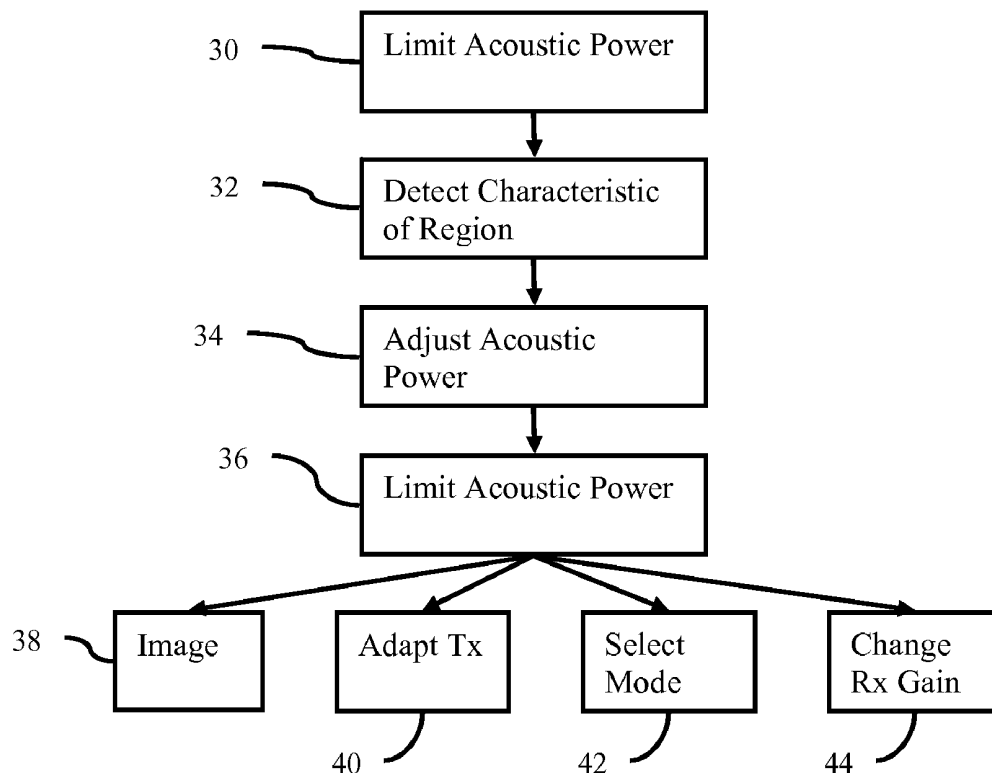 30
Limit Acoustic Power
32
Detect Characteristic
of Region
34
Adjust Acoustic
Power
36
Limit Acoustic Power
38
Image
Adapt Tx
Select
Mode
Change
Rx Gain
40
42
44